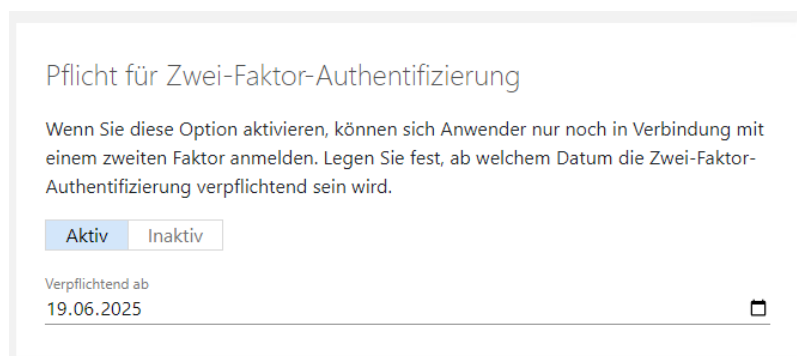 Pflicht für Zwei-Faktor-Authentifizierung
Wenn Sie diese Option aktivieren, können sich Anwender nur noch in Verbindung mit
einem zweiten Faktor anmelden. Legen Sie fest, ab welchem Datum die Zwei-Faktor-
Authentifizierung verpflichtend sein wird.
Aktiv Inaktiv
Verpflichtend ab
19.06.2025